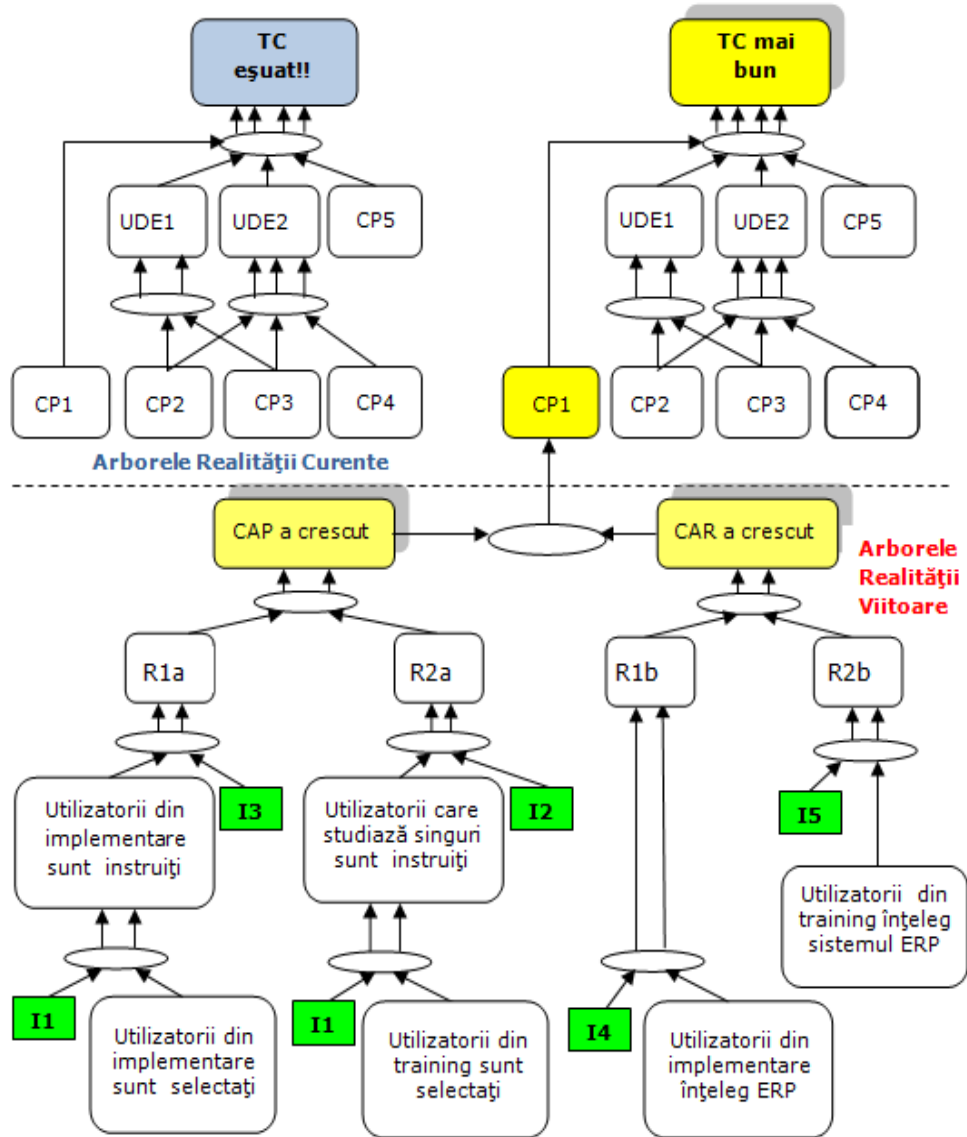 TC
eşuat!!
TC mai
bun
UDE1
UDE2
CP5
UDE1
UDE2
CP5
CP1
CP2
CP3
CP4
CP1
CP2
CP3
CP4
Arborele Realităţii Curente
CAP a crescut
CAR a crescut
Arborele
Realităţii
Viitoare
R1a
R2a
R1b
R2b
Utilizatorii din
implementare
sunt instruiţi
I3
Utilizatorii care
studiază singuri
sunt instruiţi
I2
I5
Utilizatorii din
training înţeleg
sistemul ERP
I1
Utilizatorii din
implementare
sunt selectaţi
I1
Utilizatorii din
training sunt
selectaţi
I4
Utilizatorii din
implementare
înţeleg ERP